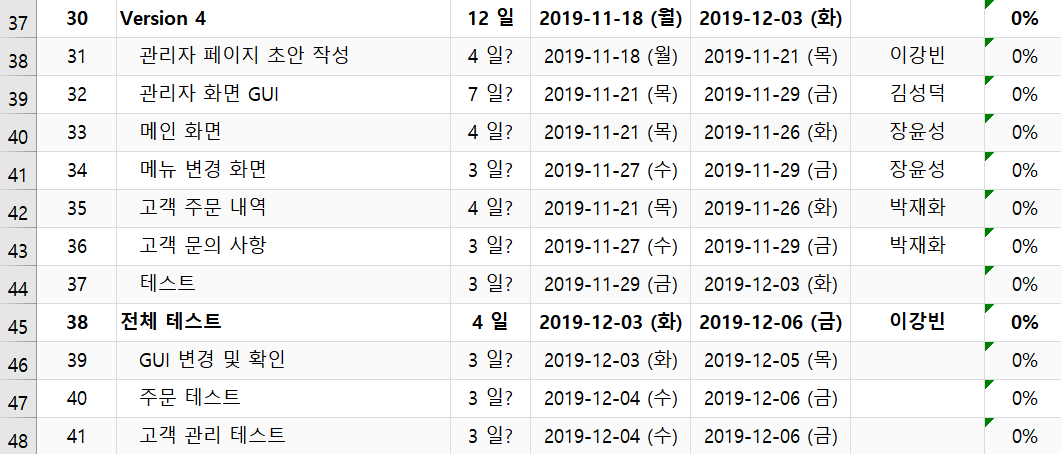 37 30 Version 4 12 일 2019-11-18 (월) 2019-12-03 (화) 0%
38 31 관리자 페이지 초안 작성 4 일? 2019-11-18 (월) 2019-11-21 (목) 이강빈 0%
39 32 관리자 화면 GUI 7 일? 2019-11-21 (목) 2019-11-29 (금) 김성덕 0%
40 33 메인 화면 4 일? 2019-11-21 (목) 2019-11-26 (화) 장윤성 0%
41 34 메뉴 변경 화면 3 일? 2019-11-27 (수) 2019-11-29 (금) 장윤성 0%
42 35 고객 주문 내역 4 일? 2019-11-21 (목) 2019-11-26 (화) 박재화 0%
43 36 고객 문의 사항 3 일? 2019-11-27 (수) 2019-11-29 (금) 박재화 0%
44 37 테스트 3 일? 2019-11-29 (금) 2019-12-03 (화) 0%
45 38 전체 테스트 4 일 2019-12-03 (화) 2019-12-06 (금) 이강빈 0%
46 39 GUI 변경 및 확인 3 일? 2019-12-03 (화) 2019-12-05 (목) 0%
47 40 주문 테스트 3 일? 2019-12-04 (수) 2019-12-06 (금) 0%
48 41 고객 관리 테스트 3 일? 2019-12-04 (수) 2019-12-06 (금) 0%